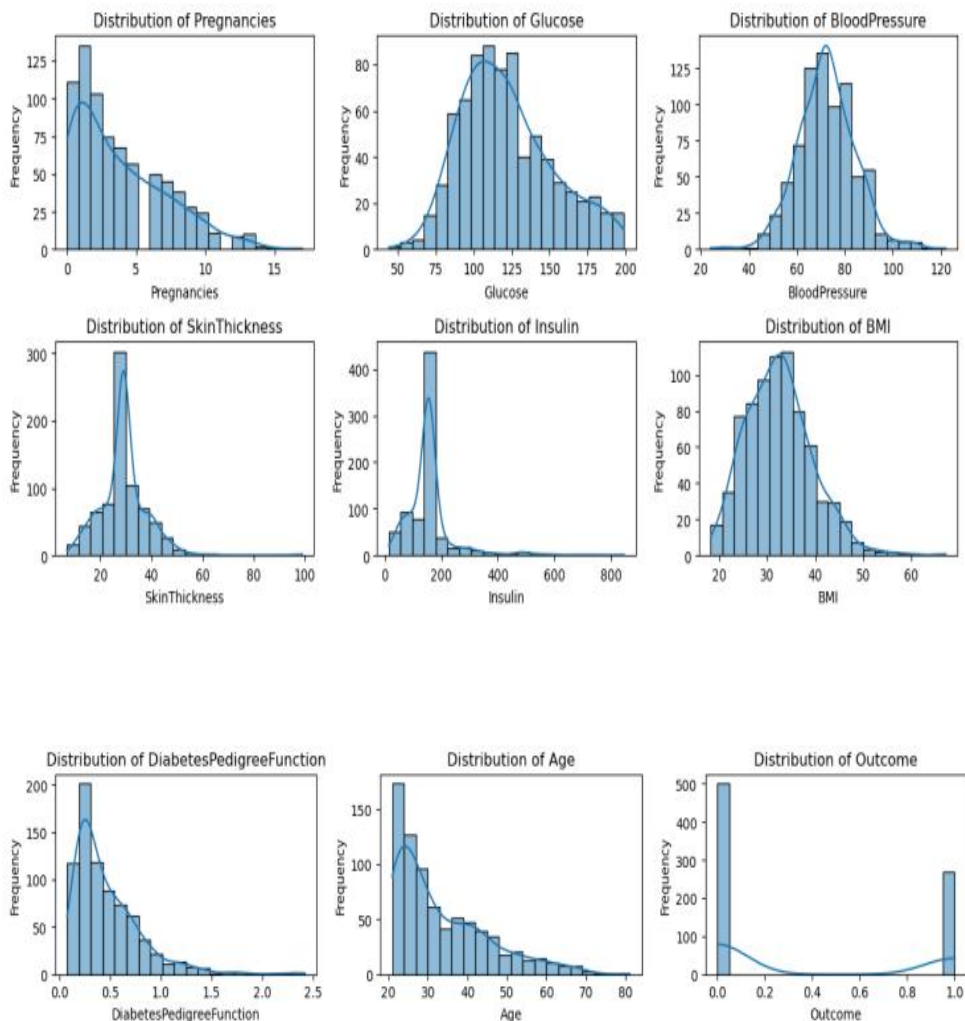 Distribution of Pregnancies
Distribution of Glucose
Distribution of BloodPressure
125
100
75
50
25
0
Frequency
0 5 10 15
Pregnancies
80
60
40
20
0
Frequency
50 75 100 125 150 175 200
Glucose
125
100
75
50
25
0
Frequency
20 40 60 80 100 120
BloodPressure
Distribution of SkinThickness
Distribution of Insulin
Distribution of BMI
300
200
100
0
Frequency
20 40 60 80 100
SkinThickness
400
300
200
100
0
Frequency
0 200 400 600 800
Insulin
100
80
60
40
20
0
Frequency
20 30 40 50 60
BMI
Distribution of DiabetesPedigreeFunction
Distribution of Age
Distribution of Outcome
200
150
100
50
0
Frequency
0.0 0.5 1.0 1.5 2.0 2.5
DiabetesPedigreeFunction
150
100
50
0
Frequency
20 30 40 50 60 70 80
Age
500
400
300
200
100
0
Frequency
0.0 0.2 0.4 0.6 0.8 1.0
Outcome